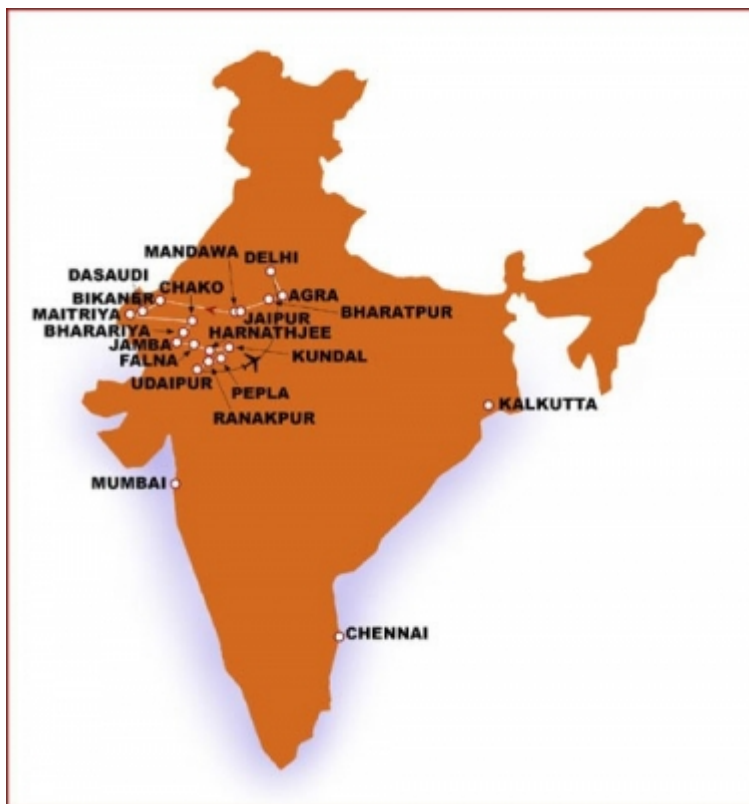 MANDAWA
DELHI
DASAUDI
CHAKO
BIKANER
AGRA
MAITRIYA
JAIPUR
BHARATPUR
BHARARIYA
HARNATHJEE
JAMBA
FALNA
KUNDAL
UDAIPUR
PEPLA
RANAKPUR
KALKUTTA
MUMBAI
CHENNAI